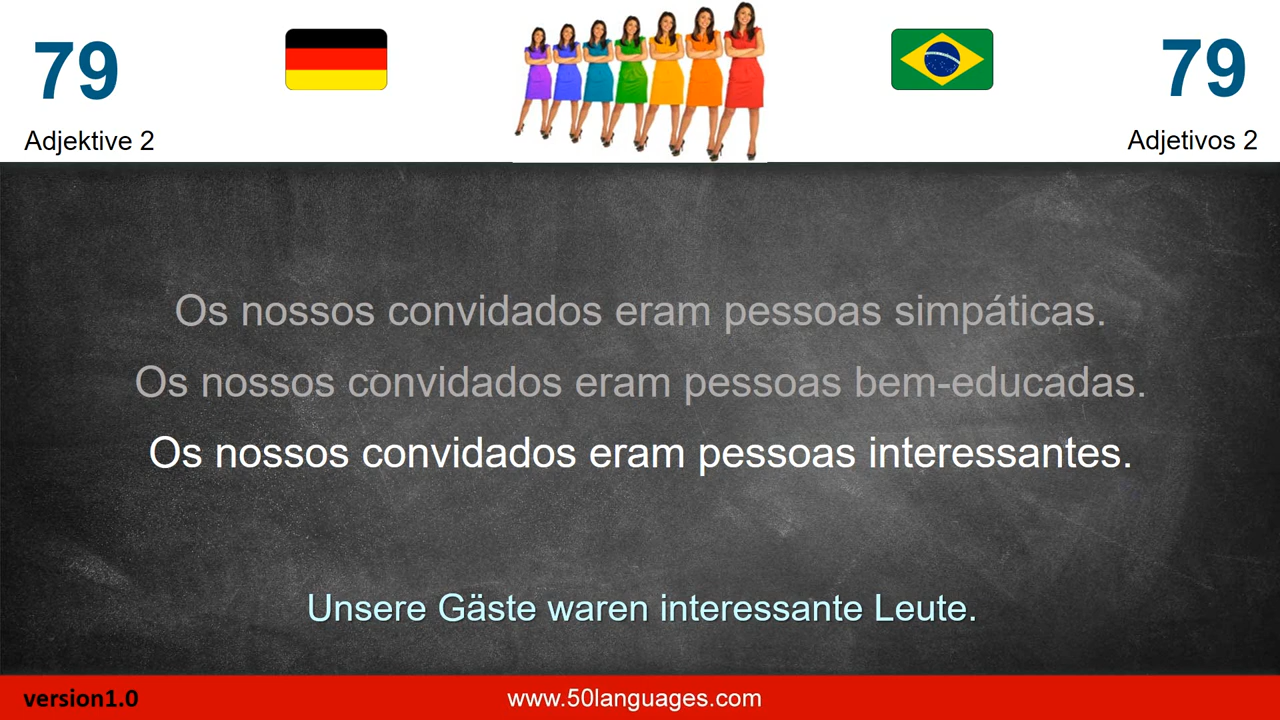 79
79
Adjektive 2
Adjetivos 2
Os nossos convidados eram pessoas simpáticas.
Os nossos convidados eram pessoas bem-educadas.
Os nossos convidados eram pessoas interessantes.
Unsere Gäste waren interessante Leute.
version1.0
www.50languages.com